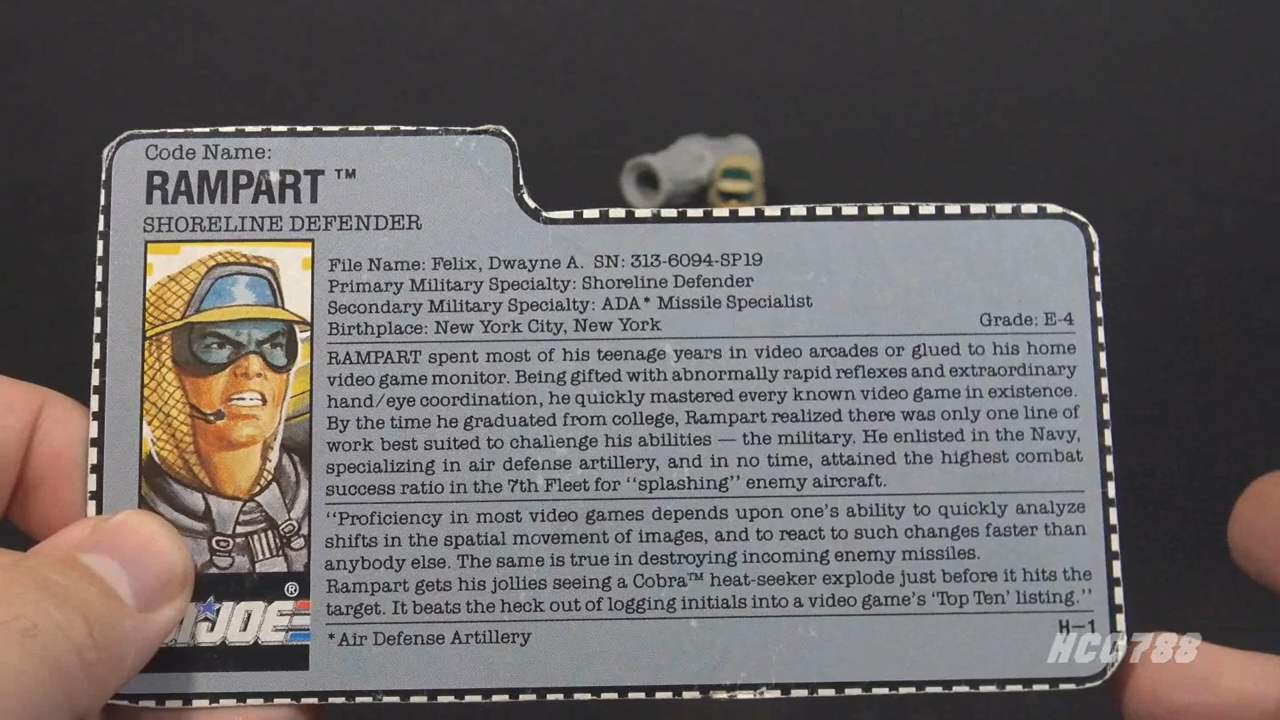 Code Name:
RAMPART ™
SHORELINE DEFENDER
File Name: Felix, Dwayne A. SN: 313-6094-SP19
Primary Military Specialty: Shoreline Defender
Secondary Military Specialty: ADA* Missile Specialist
Birthplace: New York City, New York Grade: E-4
RAMPART spent most of his teenage years in video arcades or glued to his home
video game monitor. Being gifted with abnormally rapid reflexes and extraordinary
hand/eye coordination, he quickly mastered every known video game in existence.
By the time he graduated from college, Rampart realized there was only one line of
work best suited to challenge his abilities — the military. He enlisted in the Navy,
specializing in air defense artillery, and in no time, attained the highest combat
success ratio in the 7th Fleet for "splashing" enemy aircraft.
"Proficiency in most video games depends upon one's ability to quickly analyze
shifts in the spatial movement of images, and to react to such changes faster than
anybody else. The same is true in destroying incoming enemy missiles.
Rampart gets his jollies seeing a Cobra™ heat-seeker explode just before it hits the
target. It beats the heck out of logging initials into a video game's 'Top Ten' listing."
*Air Defense Artillery
H-1
®
JOE
HCC788